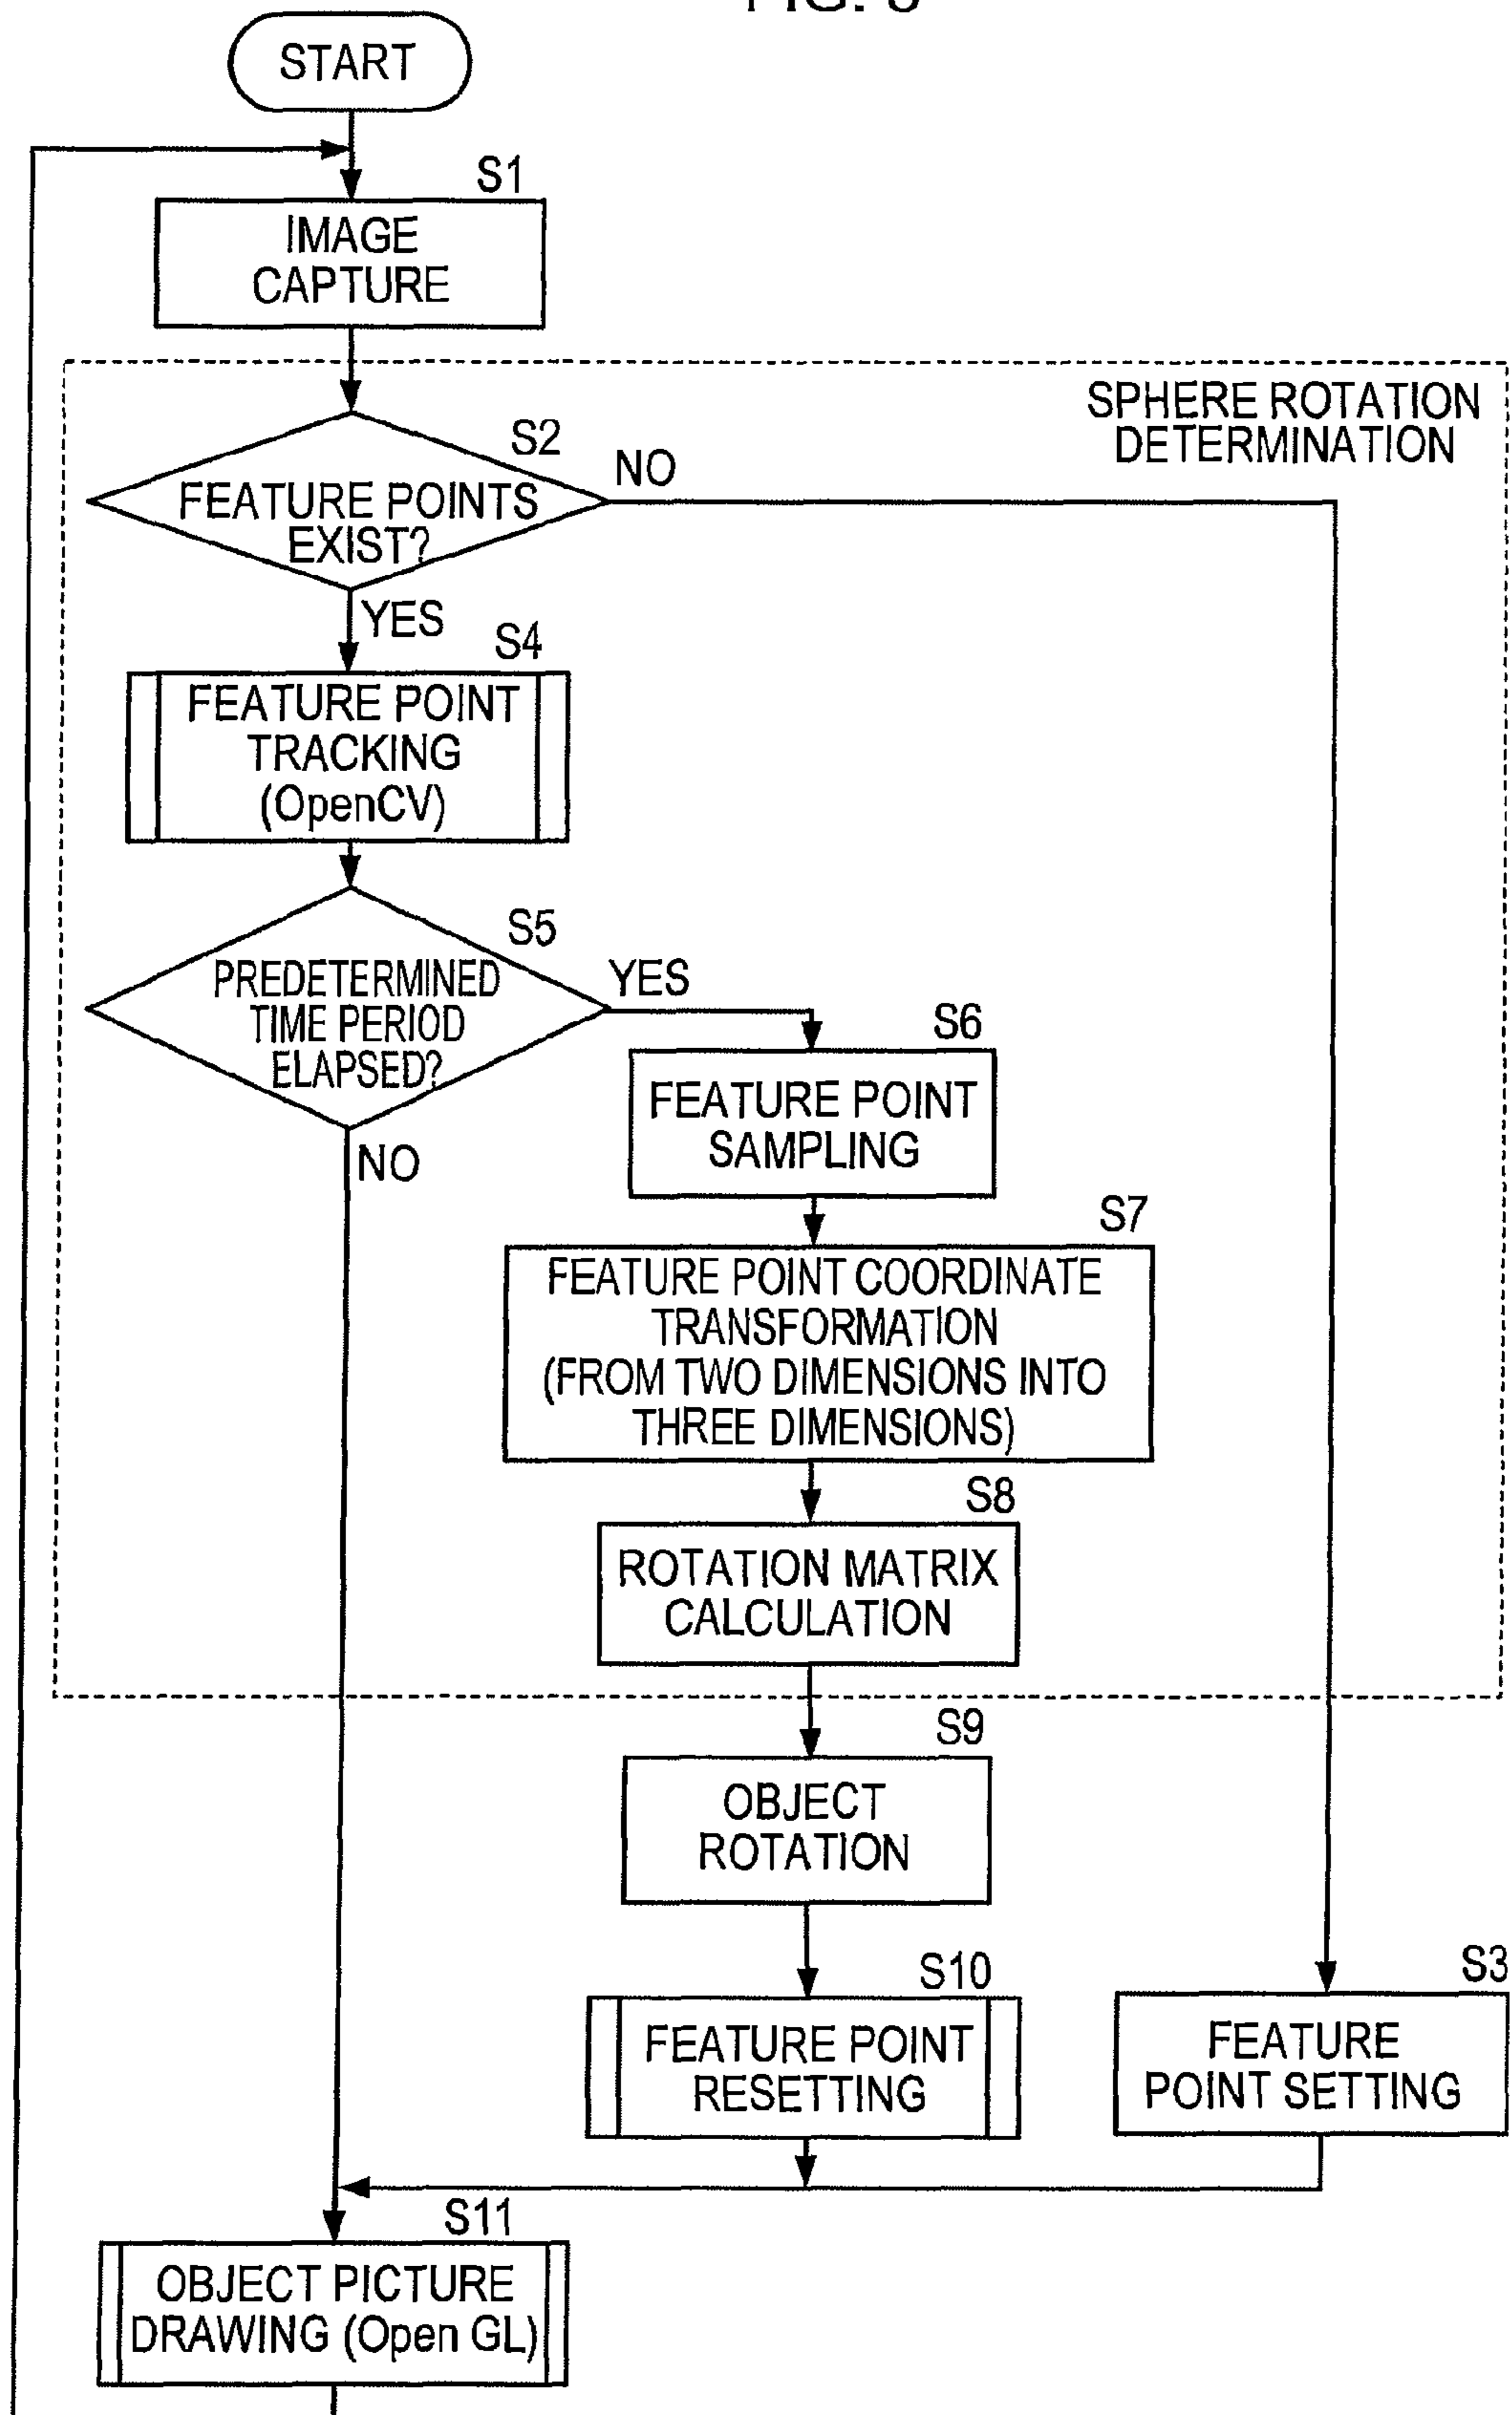 FIG.
START
S1
IMAGE
CAPTURE
SPHERE ROTATION
DETERMINATION
S2
NO
FEATURE POINTS
EXIST?
YES
S4
FEATURE POINT
TRACKING
(OpenCV)
S5
YES
PREDETERMINED
TIME PERIOD
ELAPSED?
NO
S6
FEATURE POINT
SAMPLING
S7
FEATURE POINT COORDINATE
TRANSFORMATION
(FROM TWO DIMENSIONS INTO
THREE DIMENSIONS)
S8
ROTATION MATRIX
CALCULATION
S9
OBJECT
ROTATION
S10
FEATURE POINT
RESETTING
S3
FEATURE
POINT SETTING
S11
OBJECT PICTURE
DRAWING (Open GL)